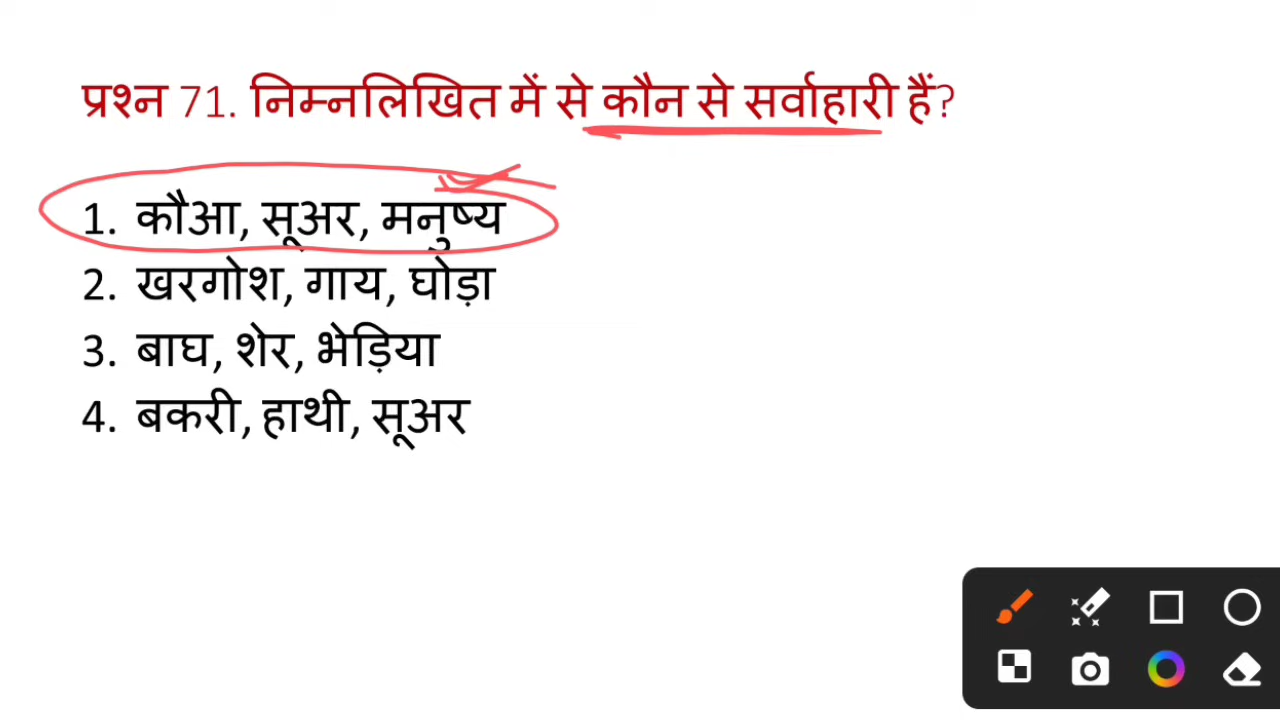 प्रश्न 71. निम्नलिखित में से कौन से सर्वाहारी हैं?
1. कौआ, सूअर, मनुष्य
2. खरगोश, गाय, घोड़ा
3. बाघ, शेर, भेड़िया
4. बकरी, हाथी, सूअर